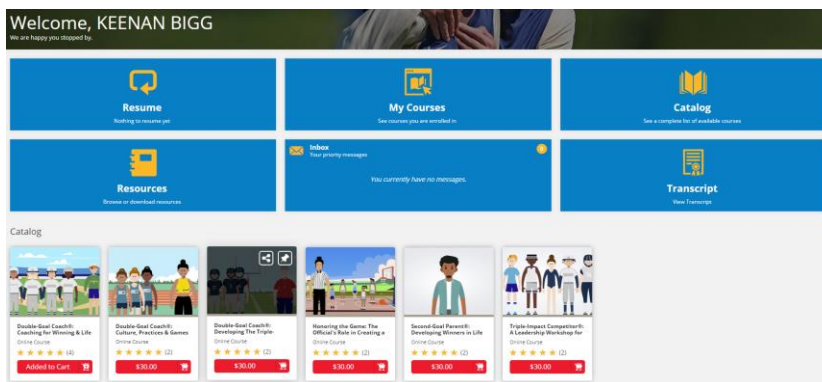 Welcome, KEENAN BIGG
We are happy you stopped by.
Resume
Nothing to resume yet
My Courses
See courses you are enrolled in
Catalog
See a complete list of available courses
Resources
Browse or download resources
Inbox
Your priority messages
0
You currently have no messages.
Transcript
View Transcript
Catalog
Double-Goal Coach®:
Coaching for Winning & Life
Online Course
(4)
Added to Cart
Double-Goal Coach®:
Culture, Practices & Games
Online Course
(2)
$30.00
Double-Goal Coach®:
Developing The Triple-
Online Course
(2)
$30.00
Honoring the Game: The
Official's Role in Creating a
Online Course
(2)
$30.00
Second-Goal Parent®:
Developing Winners in Life
Online Course
(2)
$30.00
Triple-Impact Competitor®:
A Leadership Workshop for
Online Course
(2)
$30.00